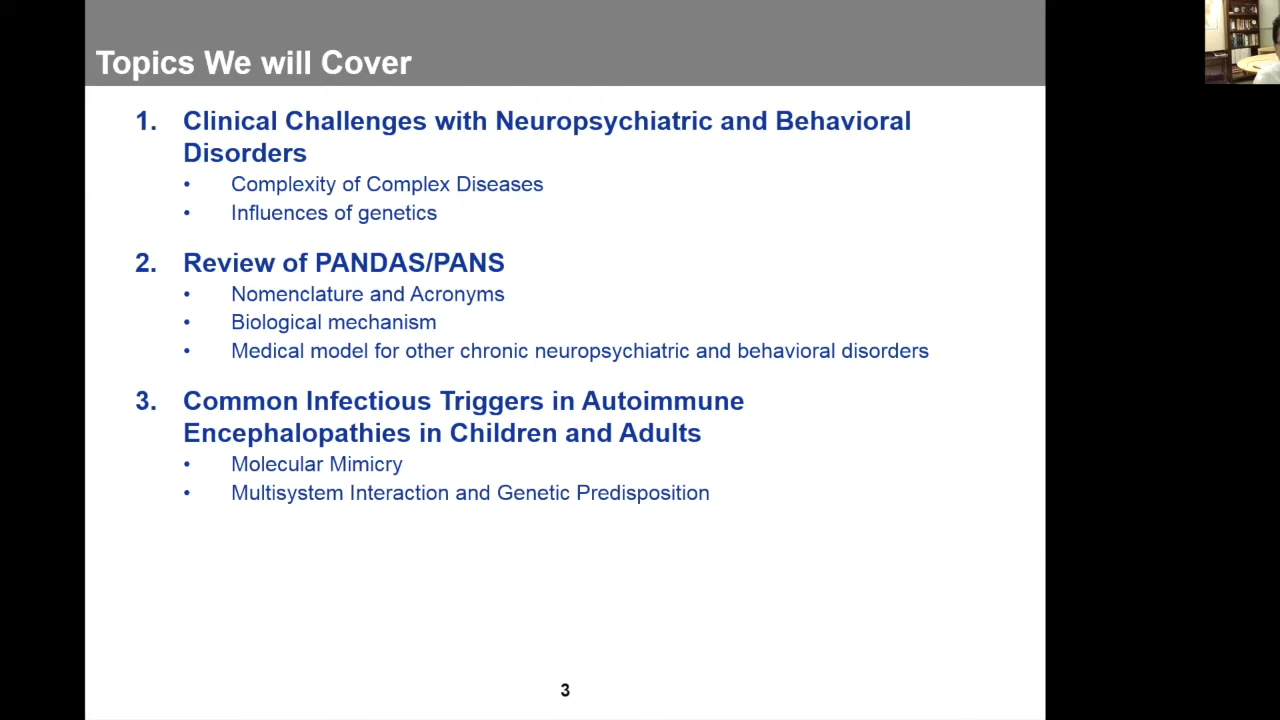 Topics We will Cover
1. Clinical Challenges with Neuropsychiatric and Behavioral
Disorders
• Complexity of Complex Diseases
• Influences of genetics
2. Review of PANDAS/PANS
• Nomenclature and Acronyms
• Biological mechanism
• Medical model for other chronic neuropsychiatric and behavioral disorders
3. Common Infectious Triggers in Autoimmune
Encephalopathies in Children and Adults
• Molecular Mimicry
• Multisystem Interaction and Genetic Predisposition
3